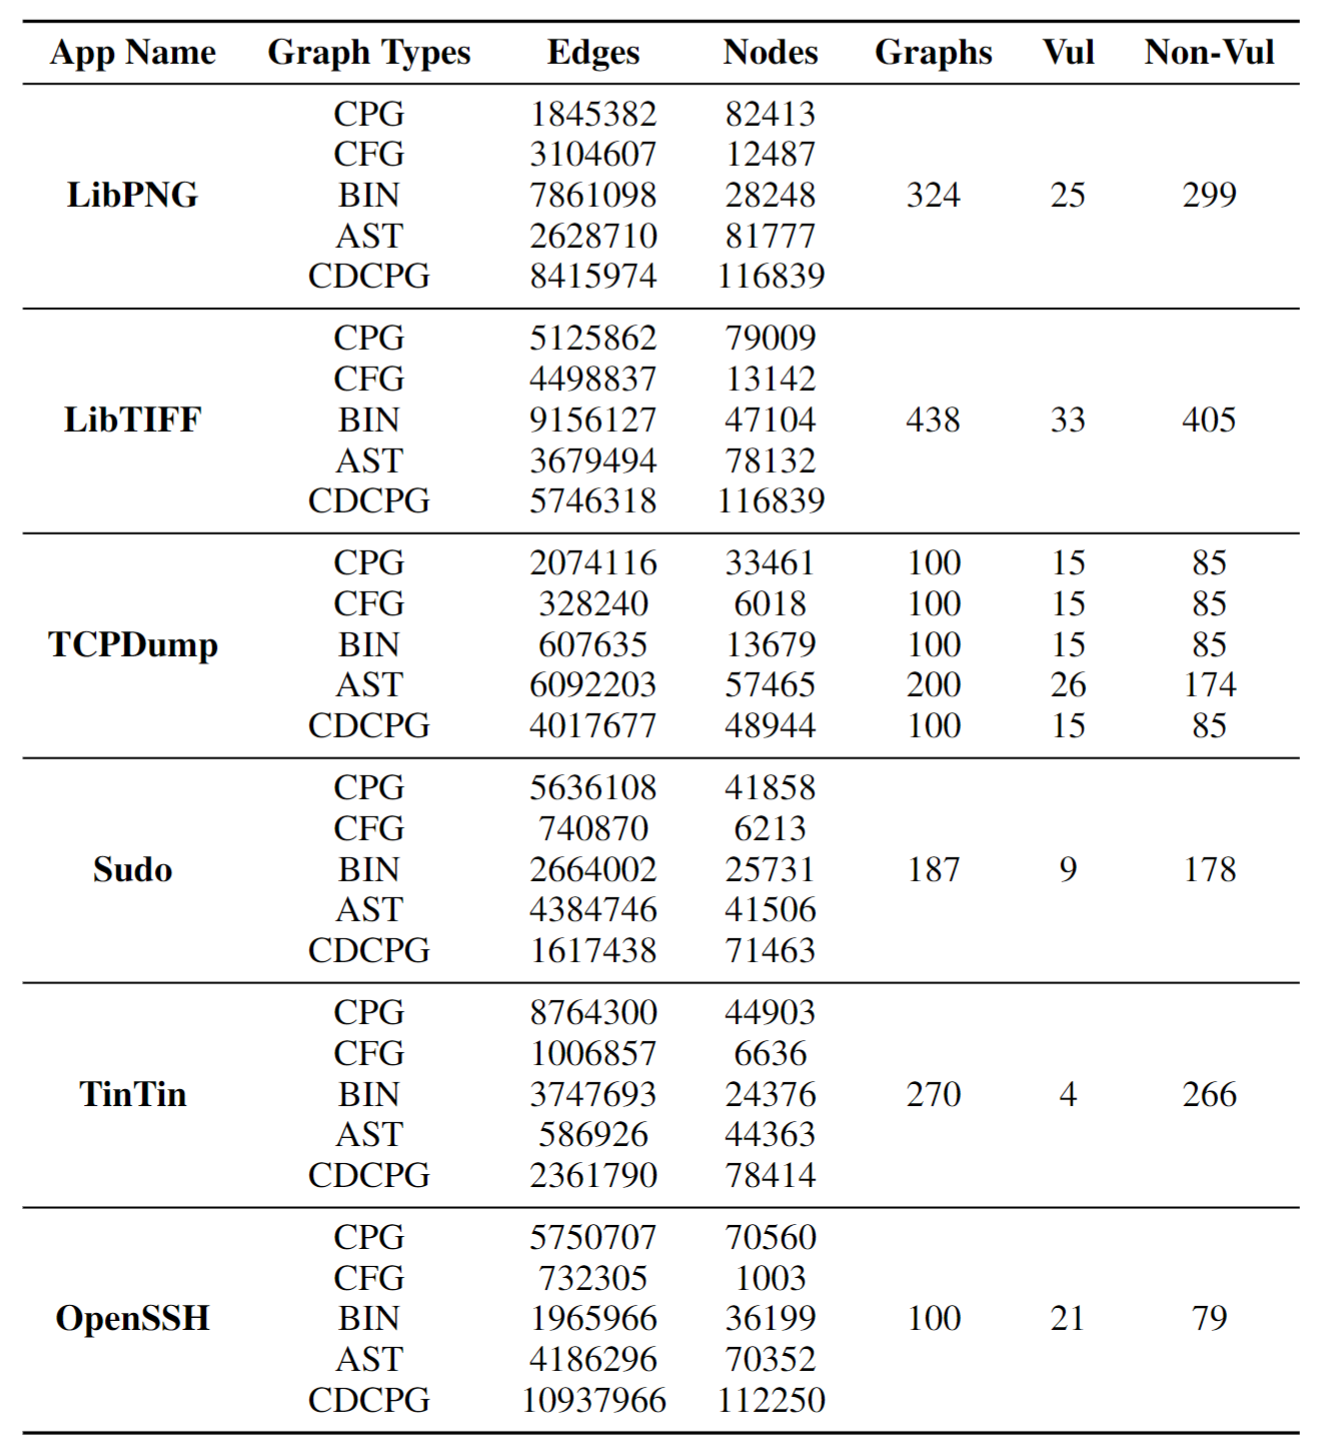 App Name Graph Types Edges Nodes Graphs Vul Non-Vul
CPG 1845382 82413
CFG 3104607 12487
LibPNG BIN 7861098 28248 324 25 299
AST 2628710 81777
CDCPG 8415974 116839
CPG 5125862 79009
CFG 4498837 13142
LibTIFF BIN 9156127 47104 438 33 405
AST 3679494 78132
CDCPG 5746318 116839
CPG 2074116 33461 100 15 85
CFG 328240 6018 100 15 85
TCPDump BIN 607635 13679 100 15 85
AST 6092203 57465 200 26 174
CDCPG 4017677 48944 100 15 85
CPG 5636108 41858
CFG 740870 6213
Sudo BIN 2664002 25731 187 9 178
AST 4384746 41506
CDCPG 1617438 71463
CPG 8764300 44903
CFG 1006857 6636
TinTin BIN 3747693 24376 270 4 266
AST 586926 44363
CDCPG 2361790 78414
CPG 5750707 70560
CFG 732305 1003
OpenSSH BIN 1965966 36199 100 21 79
AST 4186296 70352
CDCPG 10937966 112250